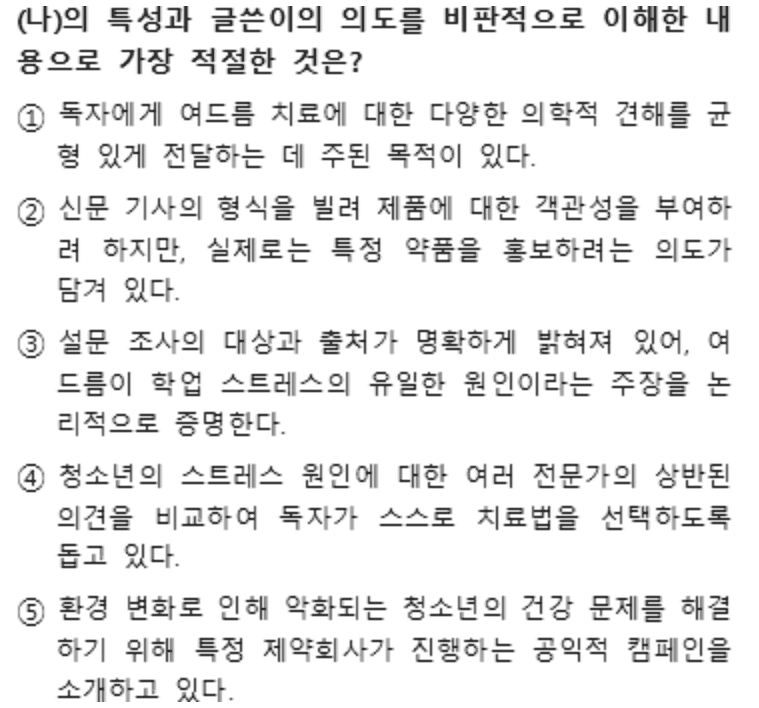 (나)의 특성과 글쓴이의 의도를 비판적으로 이해한 내
용으로 가장 적절한 것은?
① 독자에게 여드름 치료에 대한 다양한 의학적 견해를 균
형 있게 전달하는 데 주된 목적이 있다.
② 신문 기사의 형식을 빌려 제품에 대한 객관성을 부여하
려 하지만, 실제로는 특정 약품을 홍보하려는 의도가
담겨 있다.
③ 설문 조사의 대상과 출처가 명확하게 밝혀져 있어, 여
드름이 학업 스트레스의 유일한 원인이라는 주장을 논
리적으로 증명한다.
④ 청소년의 스트레스 원인에 대한 여러 전문가의 상반된
의견을 비교하여 독자가 스스로 치료법을 선택하도록
돕고 있다.
⑤ 환경 변화로 인해 악화되는 청소년의 건강 문제를 해결
하기 위해 특정 제약회사가 진행하는 공익적 캠페인을
소개하고 있다.